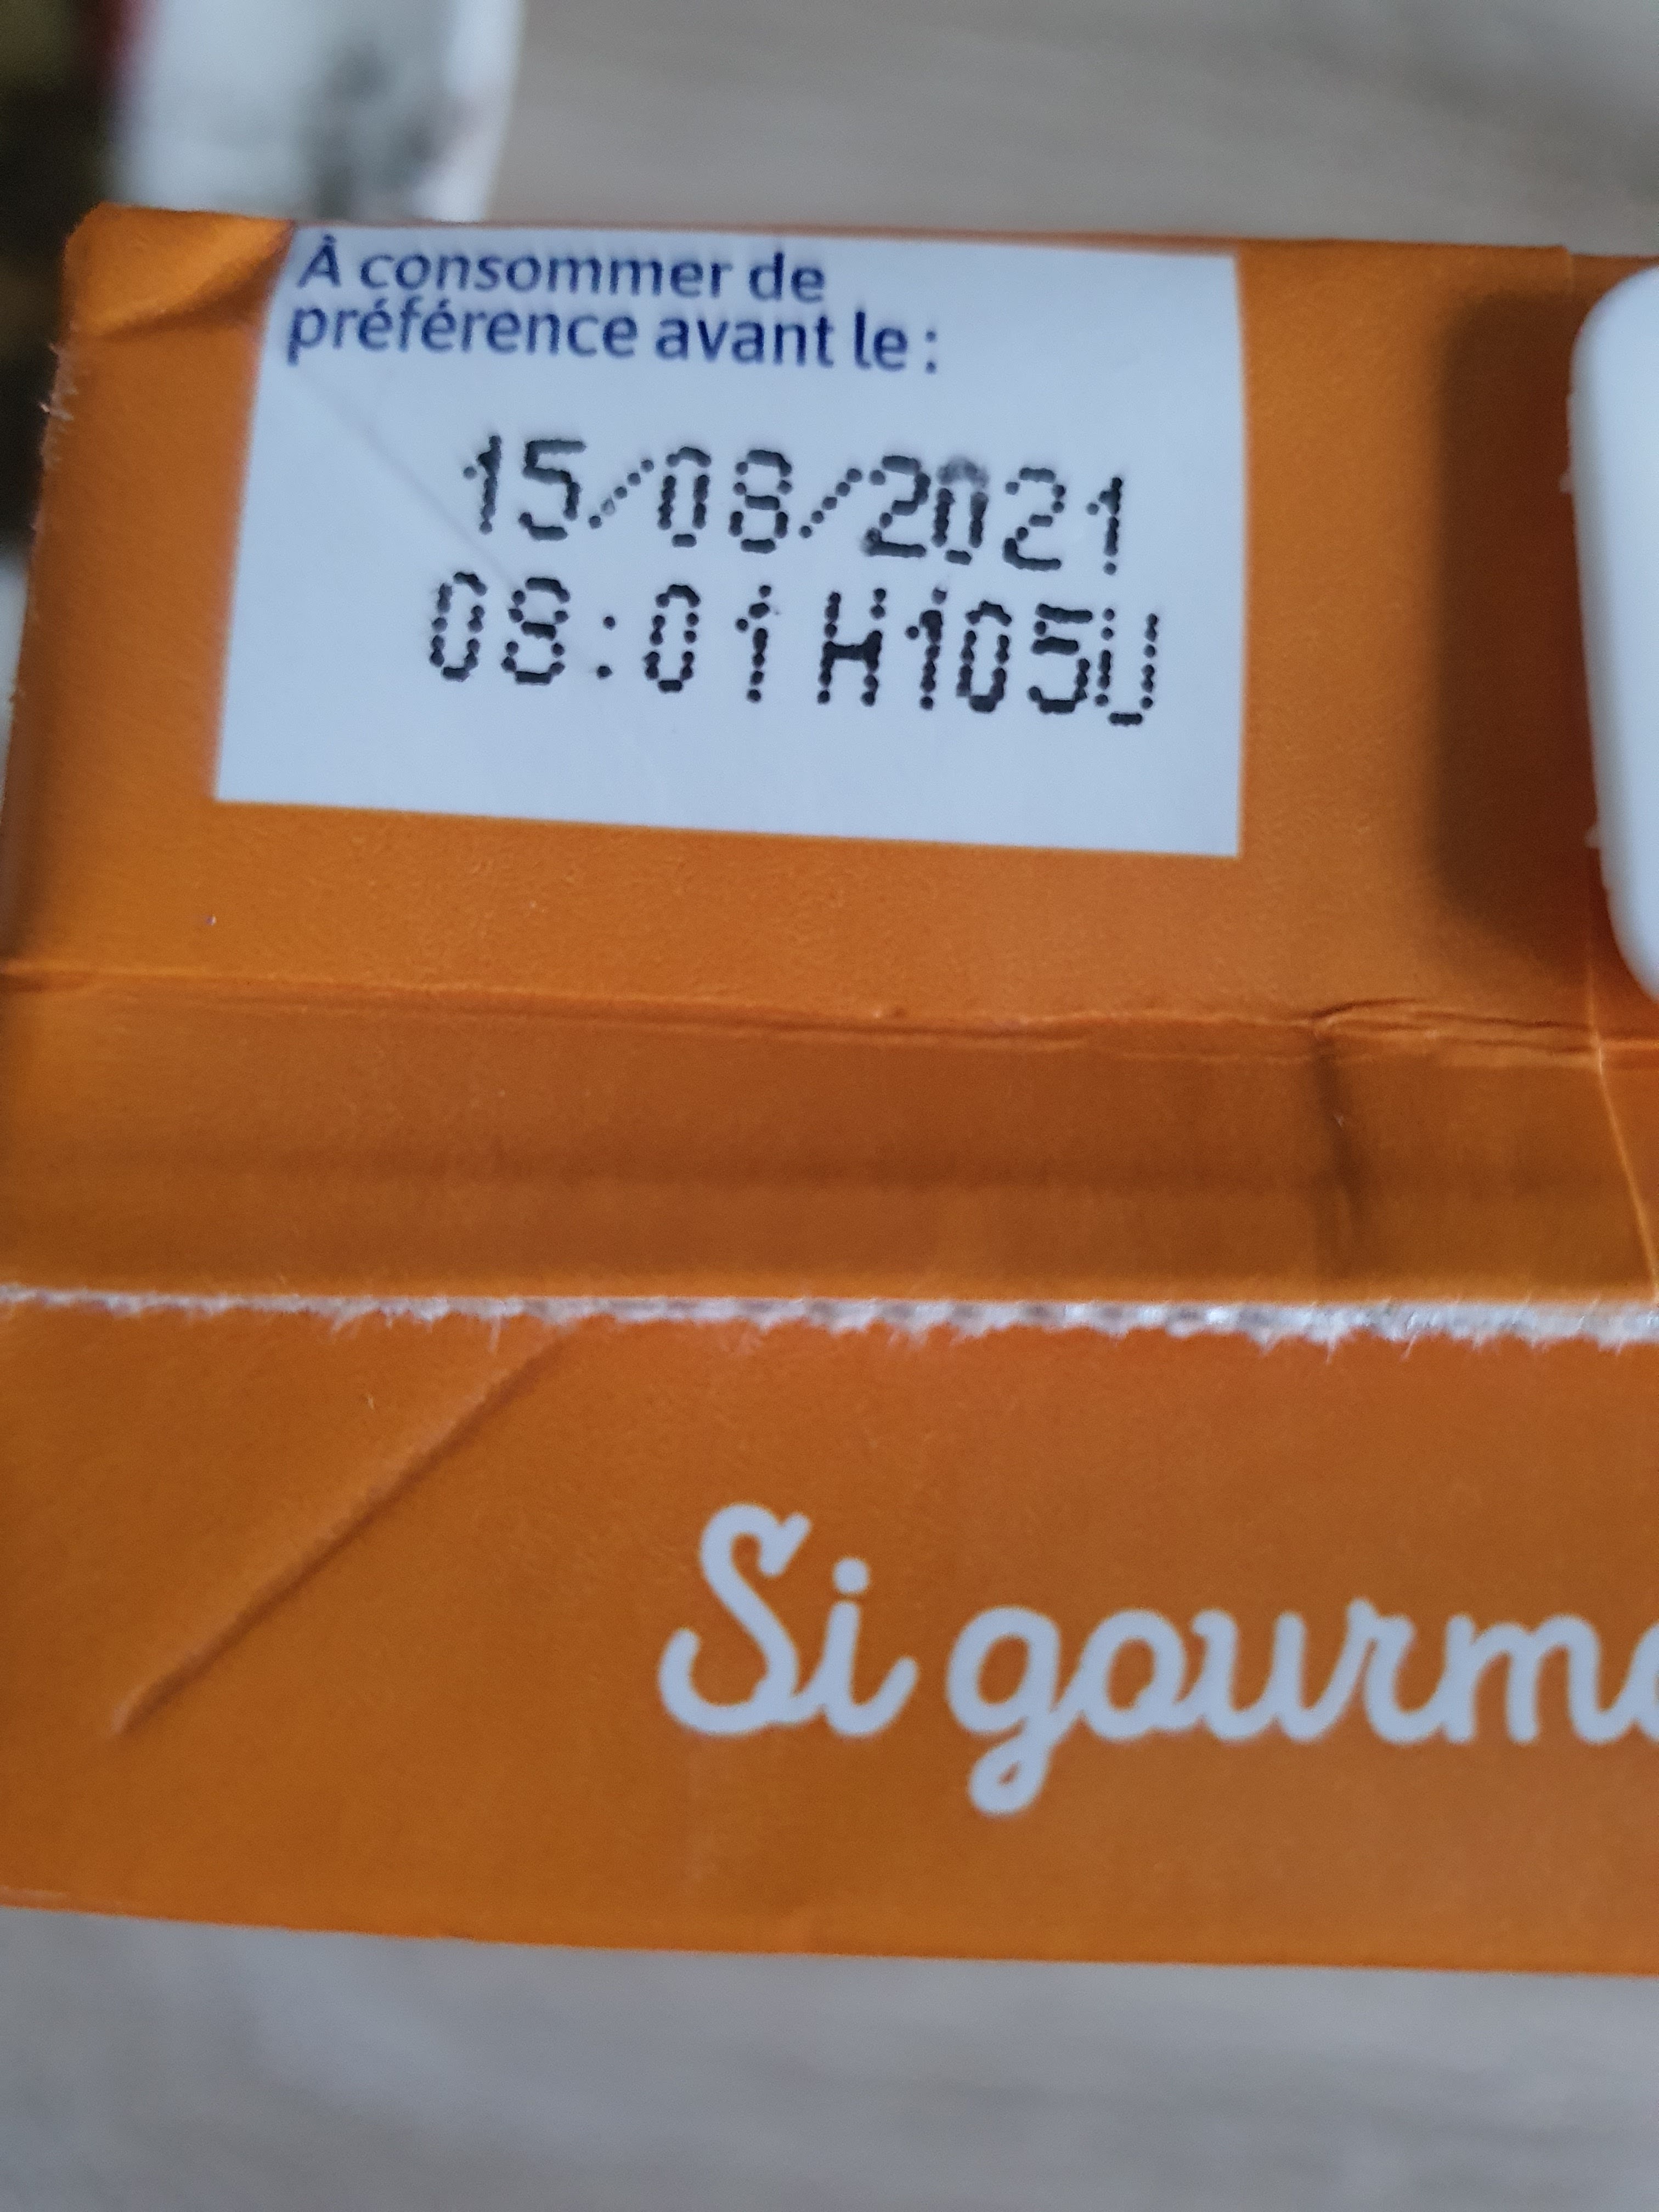 À consommer de
préférence avant le :
15/08/2021
08:01 H105U
Si gourm